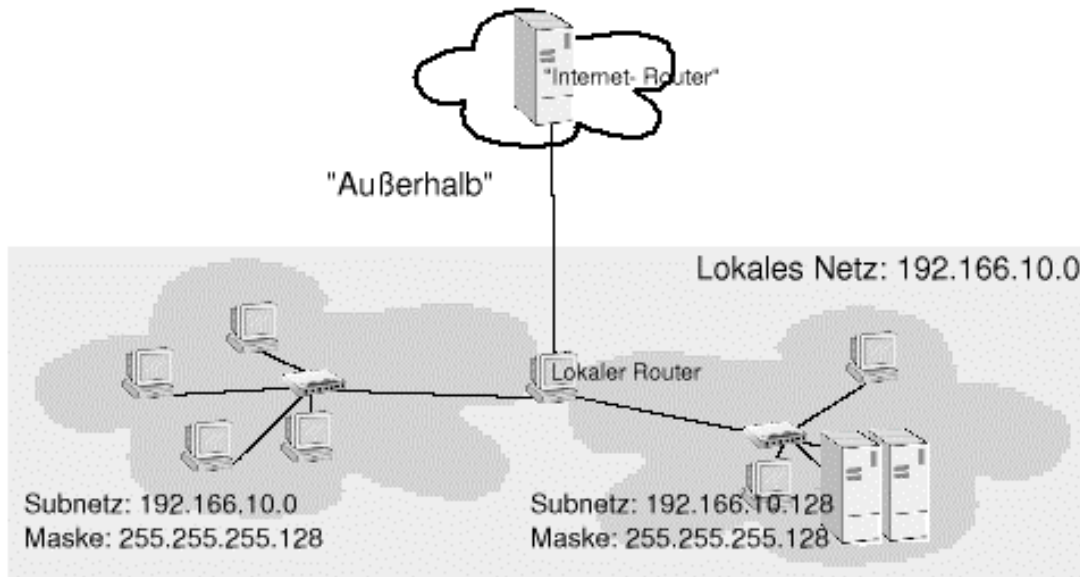 "Internet- Router"
"Außerhalb"
Lokales Netz: 192.166.10.0
Lokaler Router
Subnetz: 192.166.10.0
Maske: 255.255.255.128
Subnetz: 192.166.10.128
Maske: 255.255.255.128